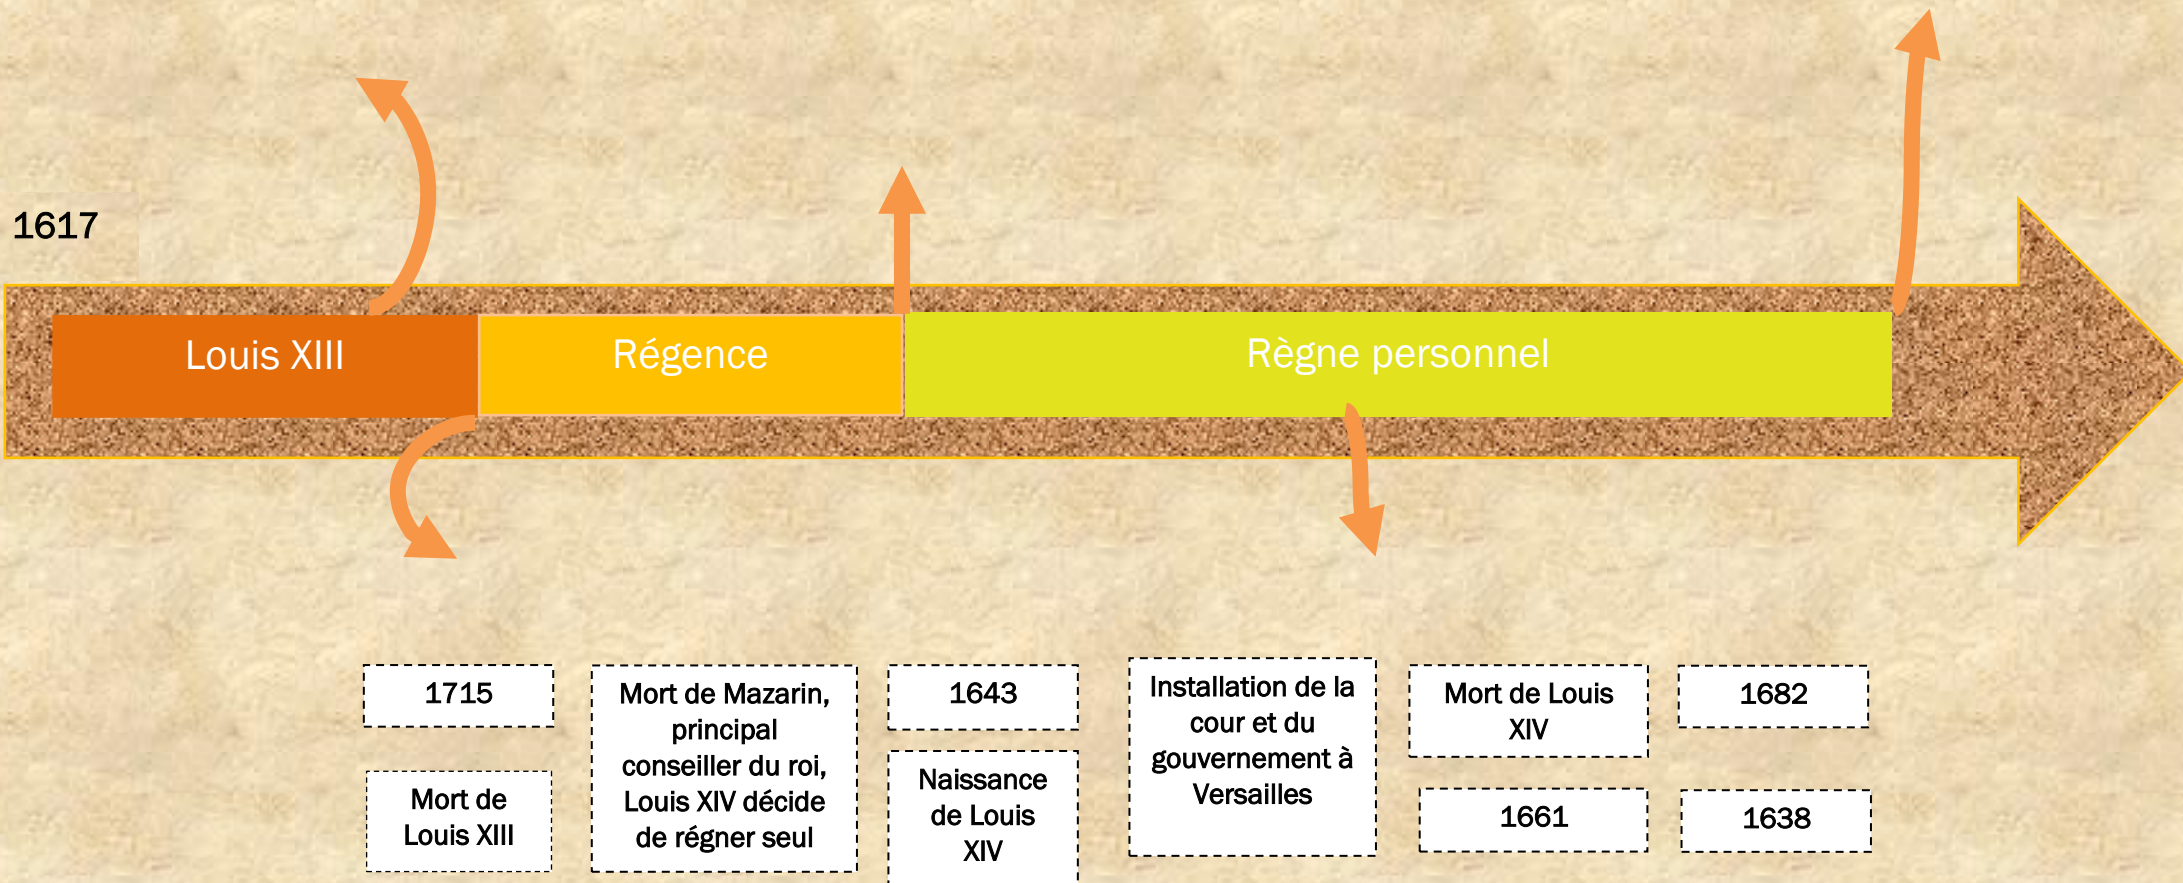 1617
Louis XIII
Régence
Règne personnel
1715
Mort de
Louis XIII
Mort de Mazarin,
principal
conseiller du roi,
Louis XIV décide
de régner seul
1643
Naissance
de Louis
XIV
Installation de la
cour et du
gouvernement à
Versailles
Mort de Louis
XIV
1661
1682
1638